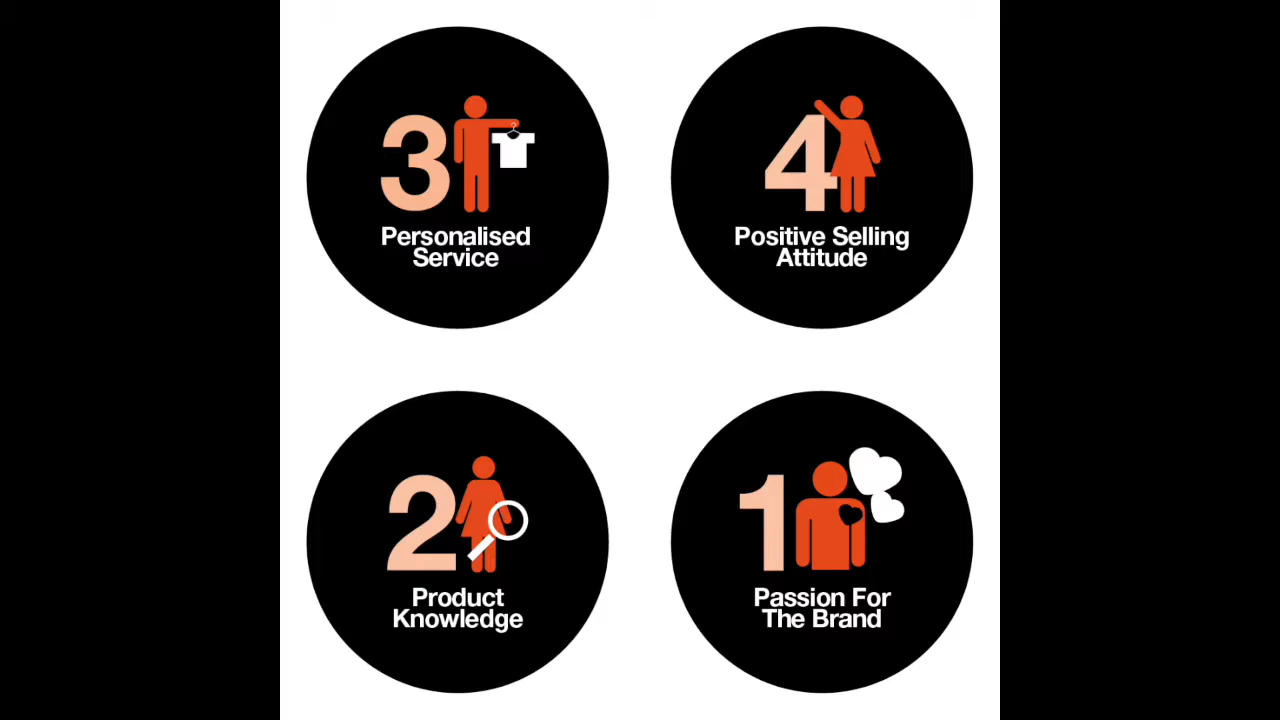 3
Personalised
Service
4
Positive Selling
Attitude
2
Product
Knowledge
1
Passion For
The Brand